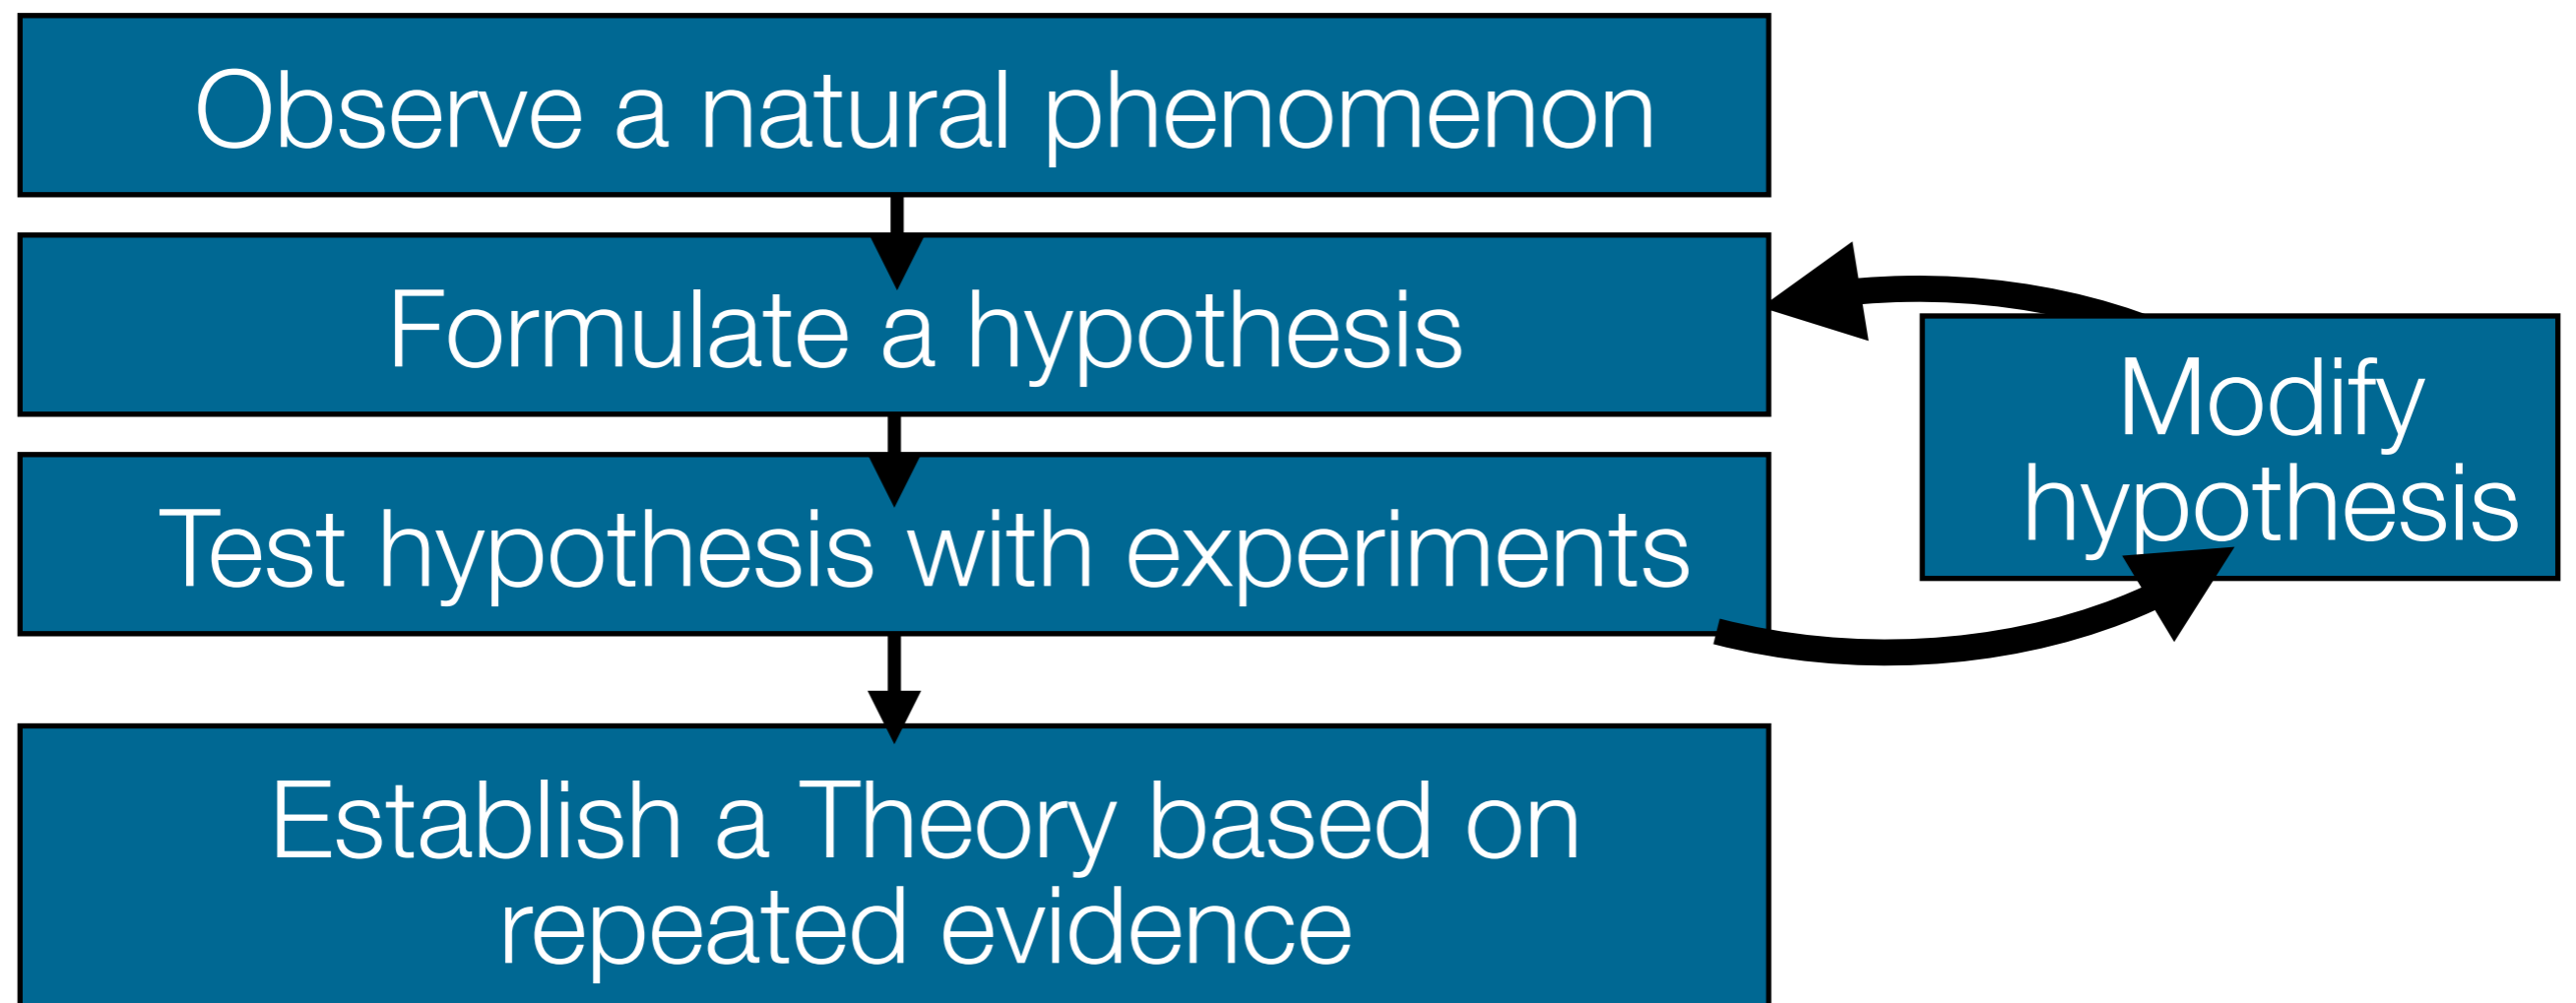 Observe a natural phenomenon
Formulate a hypothesis
Modify
hypothesis
Test hypothesis with experiments
Establish a Theory based on
repeated evidence